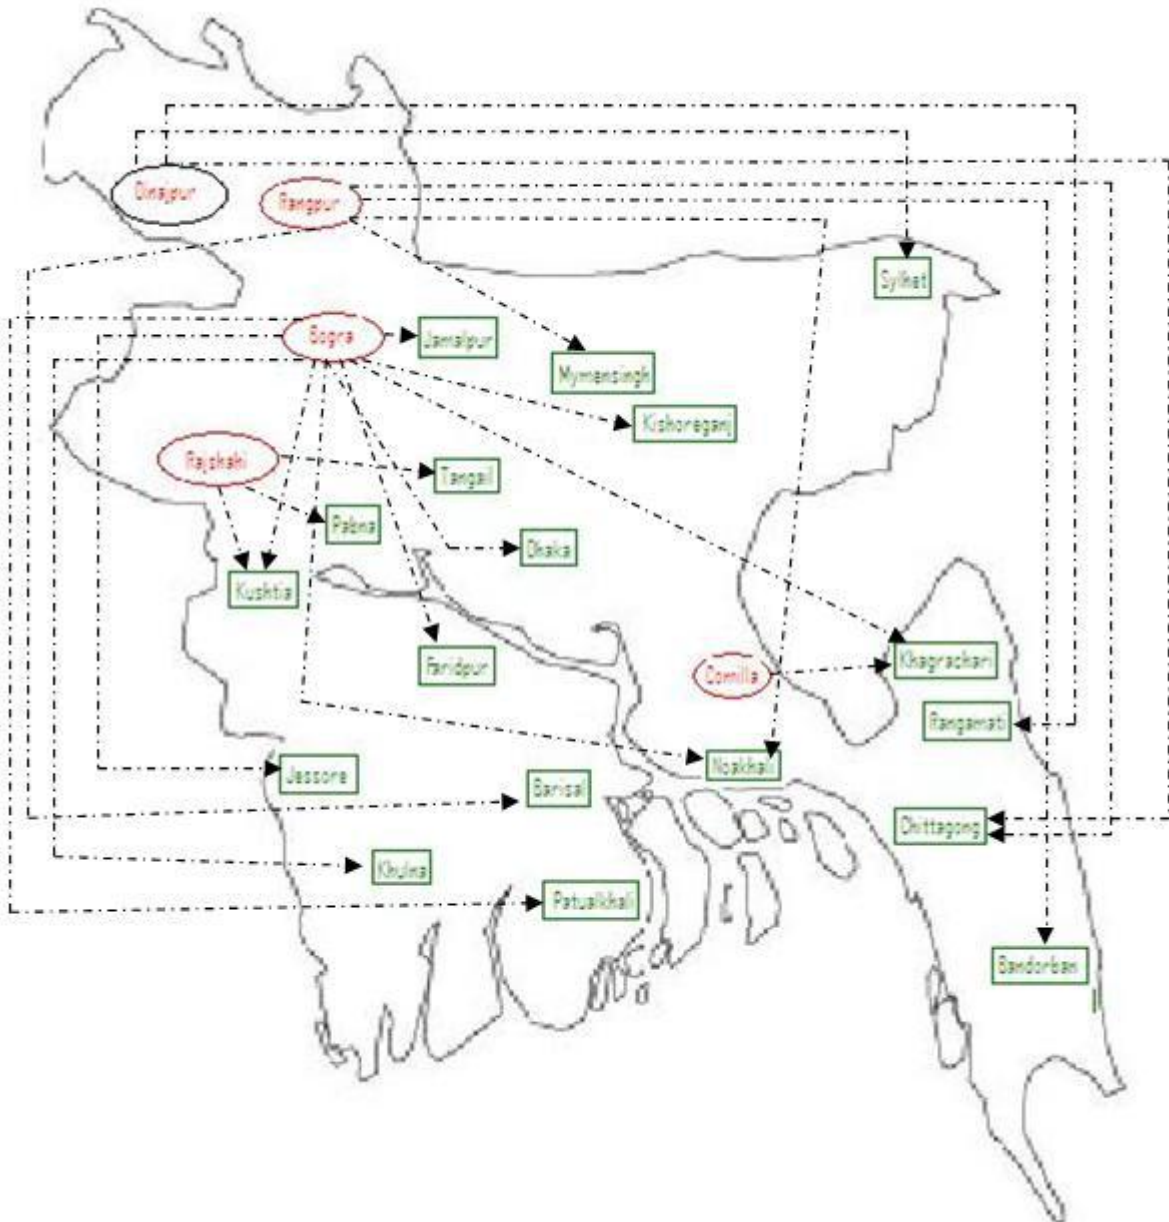 Dinajpur
Rangpur
Sylhet
Bogra
Jamalpur
Mymensingh
Kishoreganj
Rajshahi
Tangail
Pabna
Dhaka
Kushtia
Faridpur
Comilla
Khagrachari
Rangamati
Noakhali
Jessore
Barisal
Chittagong
Khulna
Patualkhali
Bandorban